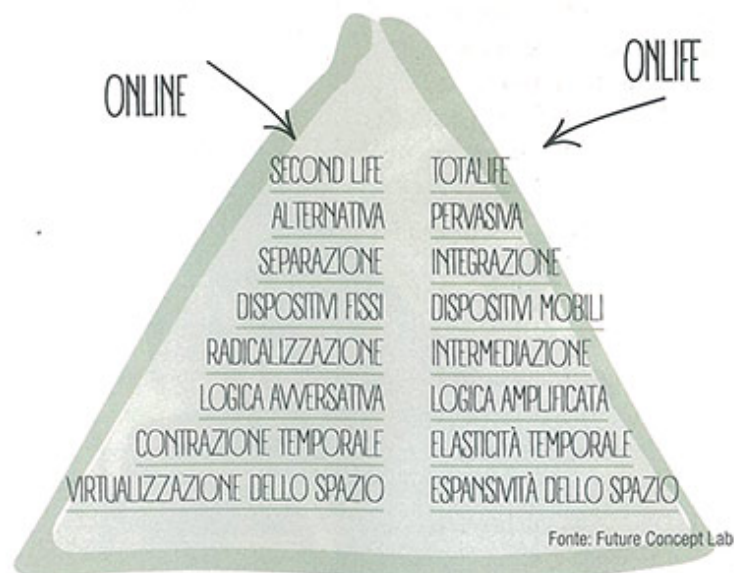 ONLINE
ONLIFE
SECOND LIFE TOTALIFE
ALTERNATIVA PERVASIVA
SEPARAZIONE INTEGRAZIONE
DISPOSITIVI FISSI DISPOSITIVI MOBILI
RADICALIZZAZIONE INTERMEDIAZIONE
LOGICA AVVERSATIVA LOGICA AMPLIFICATA
CONTRAZIONE TEMPORALE ELASTICITÀ TEMPORALE
VIRTUALIZZAZIONE DELLO SPAZIO ESPANSIVITÀ DELLO SPAZIO
Fonte: Future Concept Lab